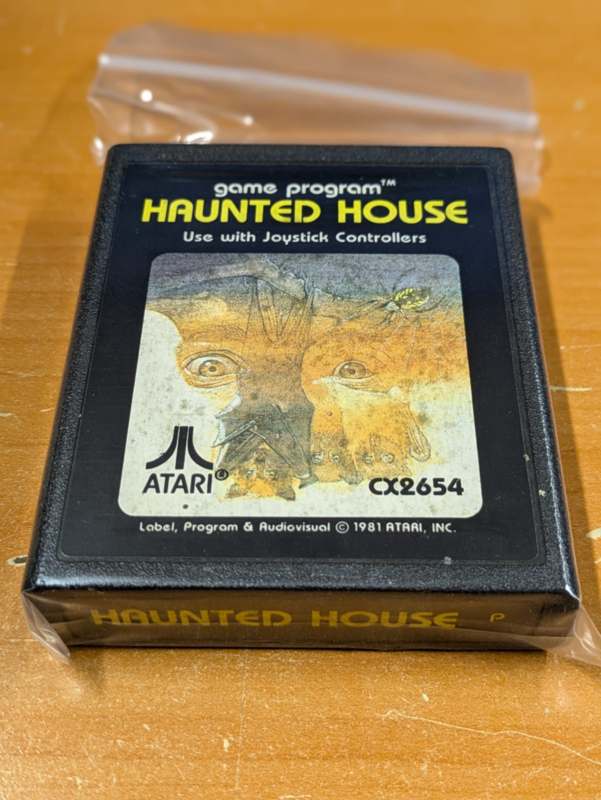 game program™
HAUNTED HOUSE
Use with Joystick Controllers
ATARI®
CX2654
Label, Program & Audiovisual © 1981 ATARI, INC.
HAUNTED HOUSE P